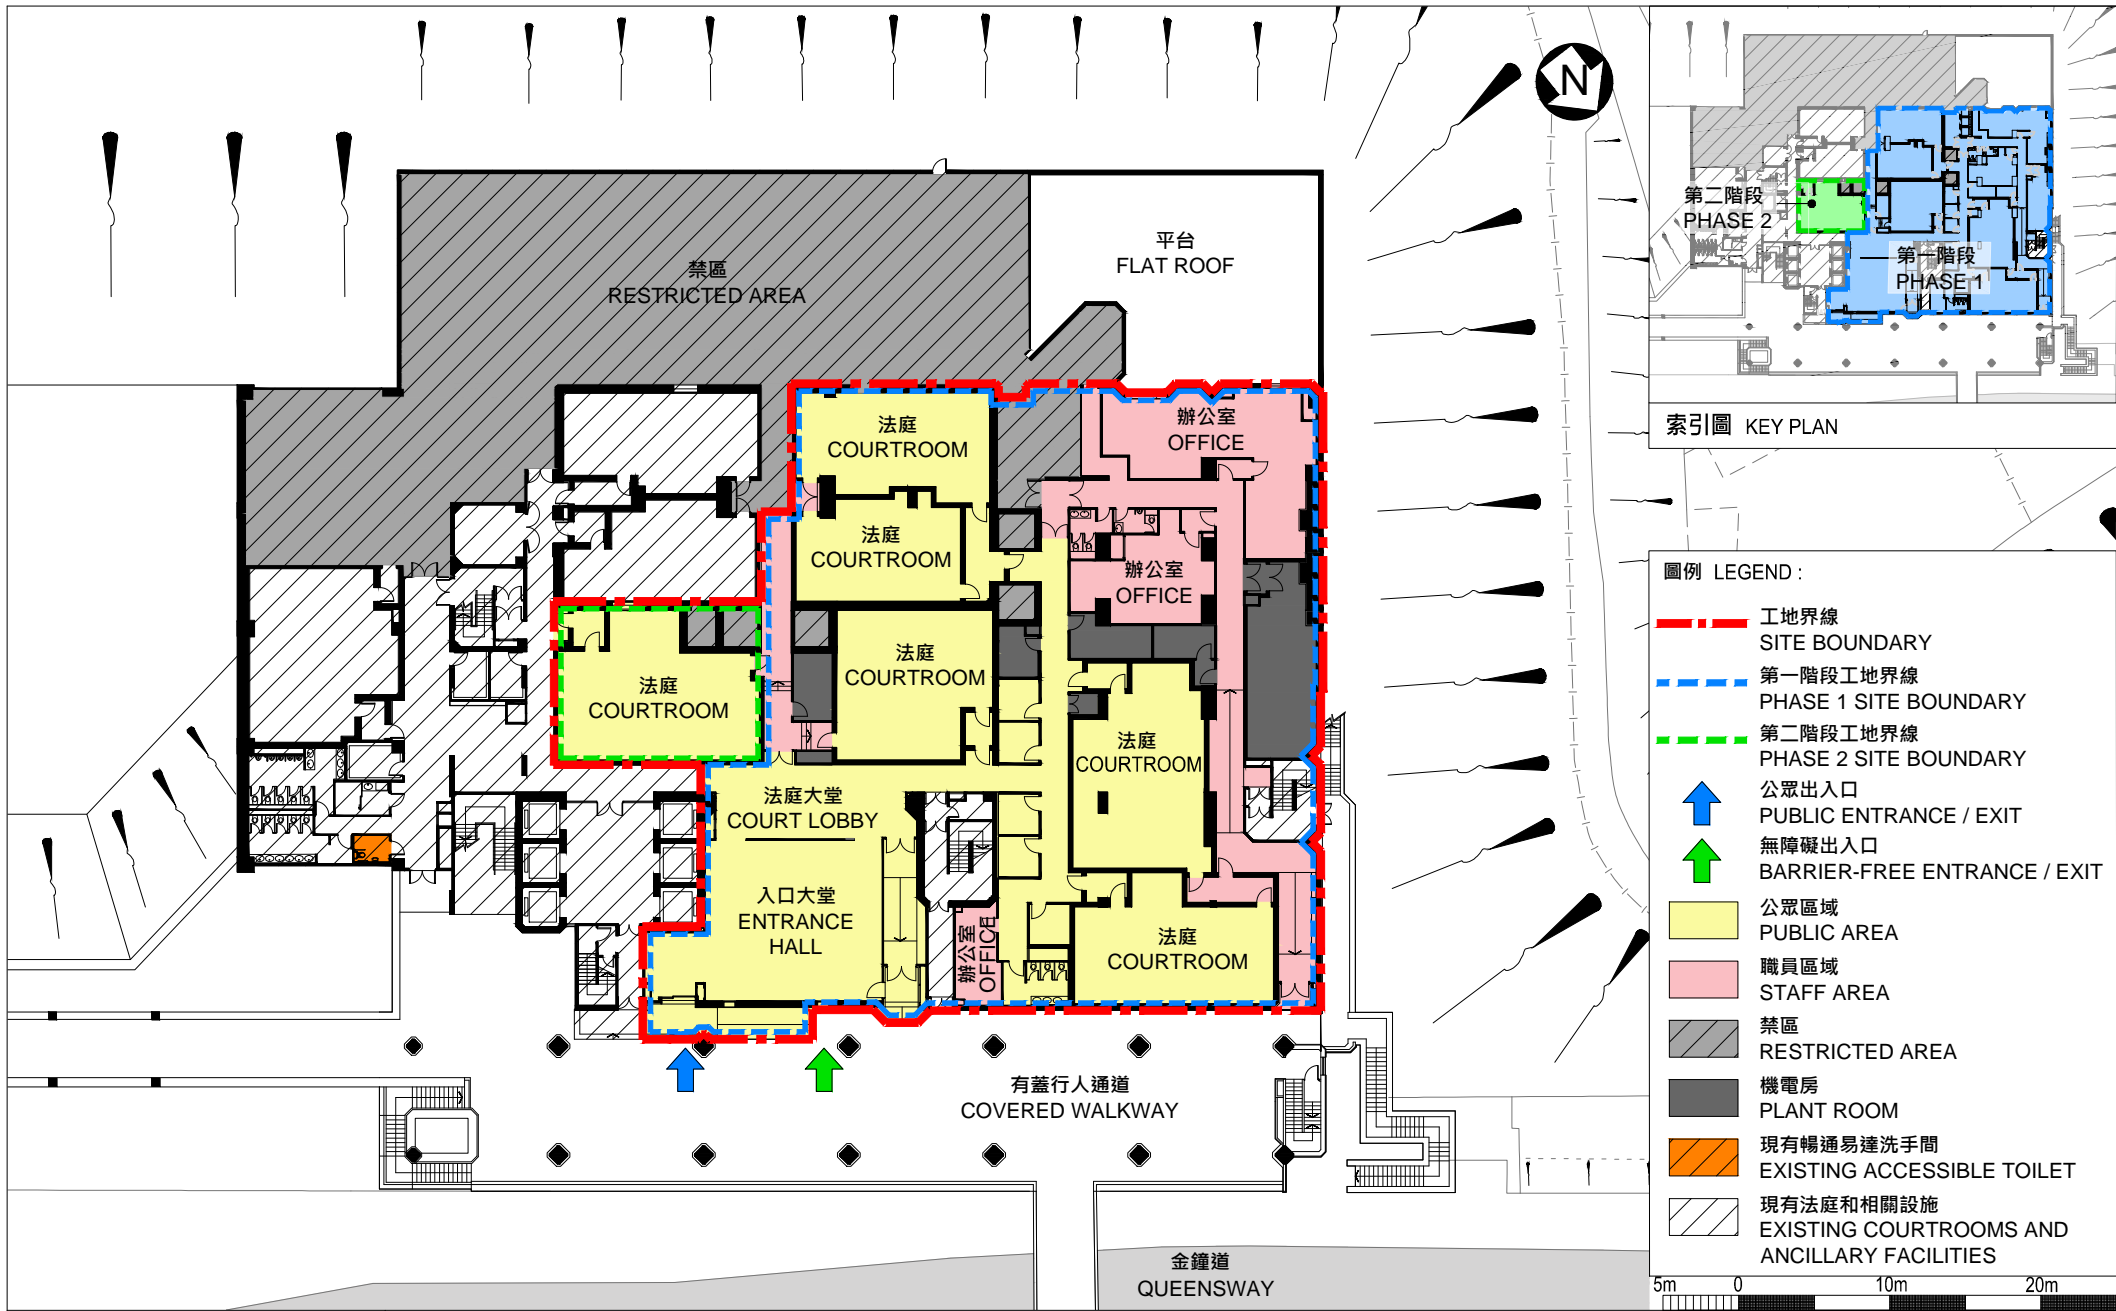 N
平台
FLAT ROOF
禁區
RESTRICTED AREA
法庭
COURTROOM
辦公室
OFFICE
法庭
COURTROOM
辦公室
OFFICE
法庭
COURTROOM
法庭
COURTROOM
法庭
COURTROOM
法庭大堂
COURT LOBBY
入口大堂
ENTRANCE
HALL
辦公室
OFFICE
法庭
COURTROOM
有蓋行人通道
COVERED WALKWAY
金鐘道
QUEENSWAY
第二階段
PHASE 2
第一階段
PHASE 1
索引圖 KEY PLAN
圖例 LEGEND :
工地界線
SITE BOUNDARY
第一階段工地界線
PHASE 1 SITE BOUNDARY
第二階段工地界線
PHASE 2 SITE BOUNDARY
公眾出入口
PUBLIC ENTRANCE / EXIT
無障礙出入口
BARRIER-FREE ENTRANCE / EXIT
公眾區域
PUBLIC AREA
職員區域
STAFF AREA
禁區
RESTRICTED AREA
機電房
PLANT ROOM
現有暢通易達洗手間
EXISTING ACCESSIBLE TOILET
現有法庭和相關設施
EXISTING COURTROOMS AND
ANCILLARY FACILITIES
5m 0 10m 20m